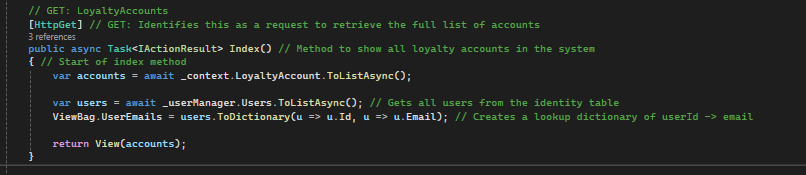 // GET: LoyaltyAccounts
[HttpGet] // GET: Identifies this as a request to retrieve the full list of accounts
3 references
public async Task<IActionResult> Index() // Method to show all loyalty accounts in the system
{ // Start of index method
var accounts = await _context.LoyaltyAccount.ToListAsync();
var users = await _userManager.Users.ToListAsync(); // Gets all users from the identity table
ViewBag.UserEmails = users.ToDictionary(u => u.Id, u => u.Email); // Creates a lookup dictionary of userId -> email
return View(accounts);
}